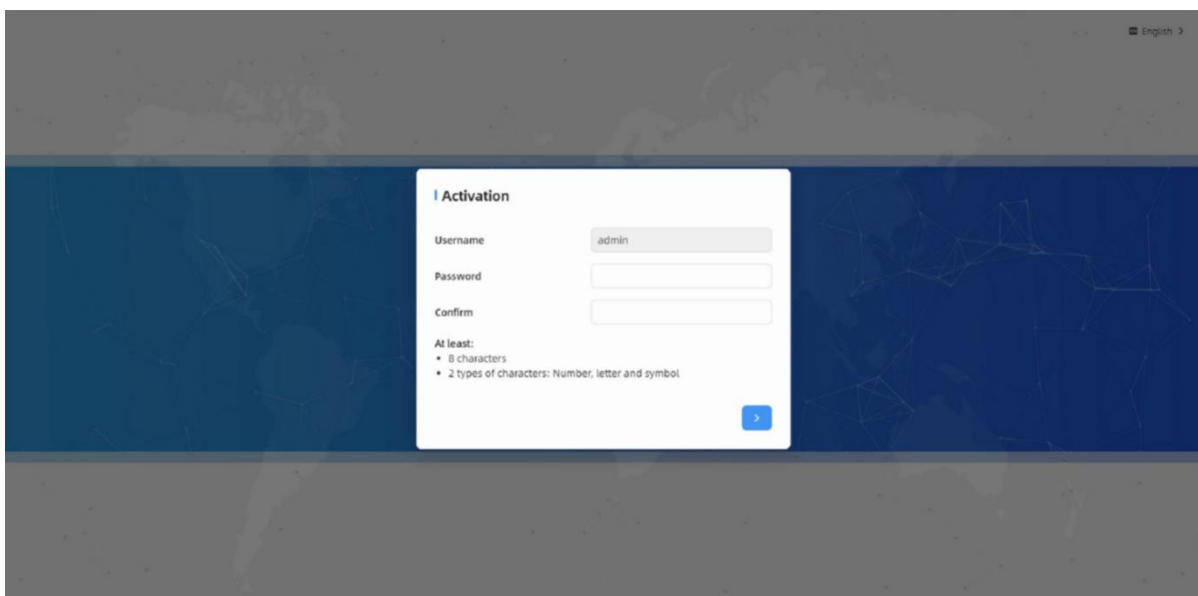 English >
Activation
Username admin
Password
Confirm
At least:
• 8 characters
• 2 types of characters: Number, letter and symbol
>